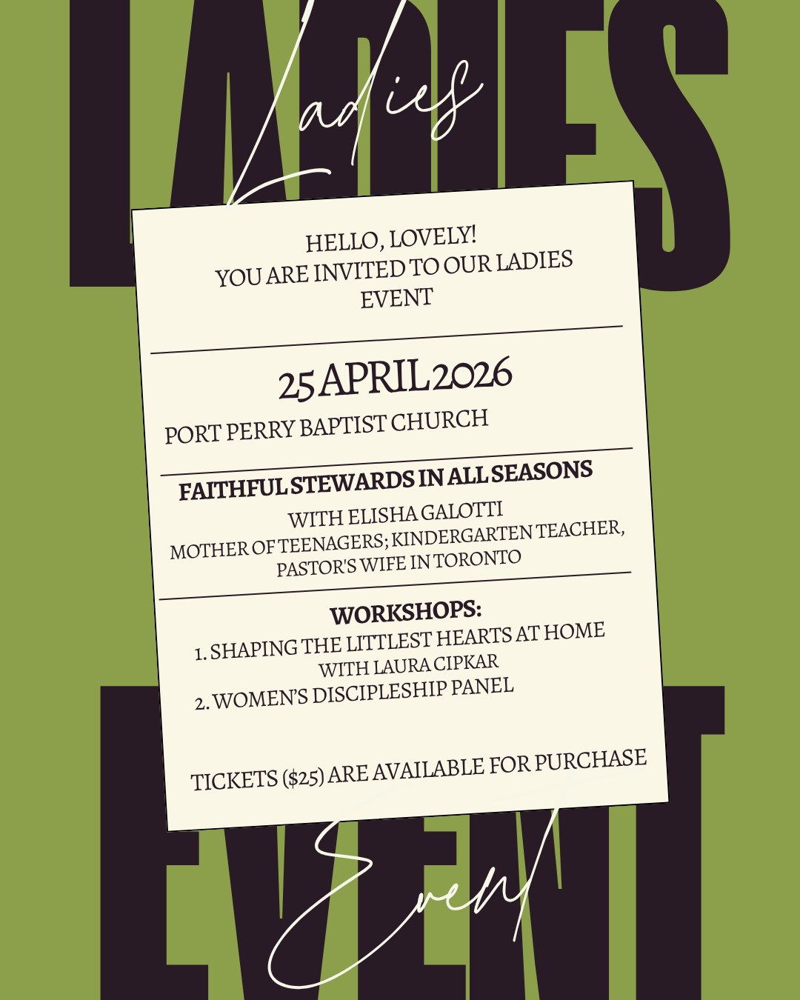 LADIES
Ladies
HELLO, LOVELY!
YOU ARE INVITED TO OUR LADIES
EVENT
25 APRIL 2026
PORT PERRY BAPTIST CHURCH
FAITHFUL STEWARDS IN ALL SEASONS
WITH ELISHA GALOTTI
MOTHER OF TEENAGERS; KINDERGARTEN TEACHER,
PASTOR'S WIFE IN TORONTO
WORKSHOPS:
1. SHAPING THE LITTLEST HEARTS AT HOME
WITH LAURA CIPKAR
2. WOMEN’S DISCIPLESHIP PANEL
TICKETS ($25) ARE AVAILABLE FOR PURCHASE
EVENT
Event